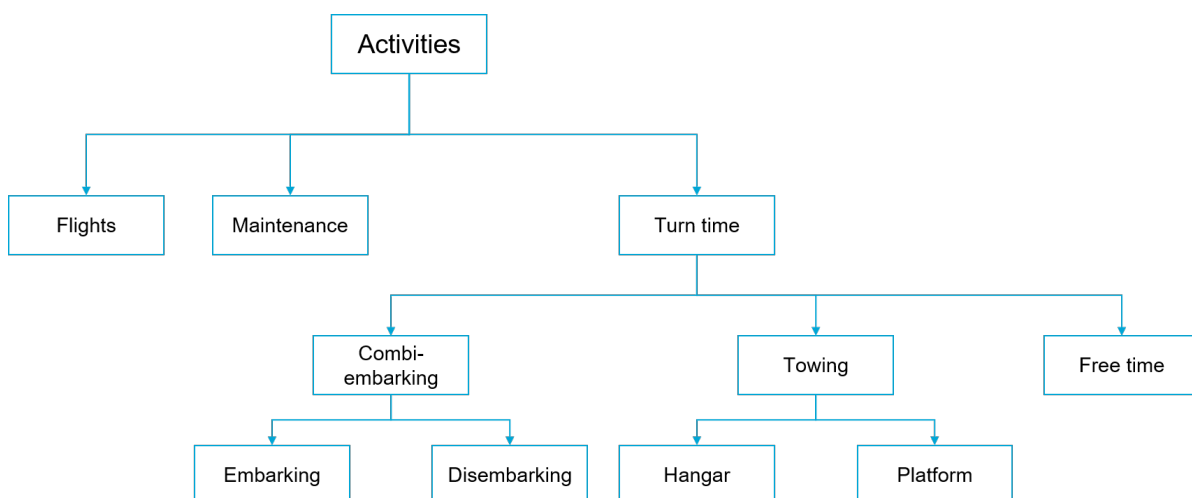 Activities
Flights
Maintenance
Turn time
Combi-
embarking
Towing
Free time
Embarking
Disembarking
Hangar
Platform